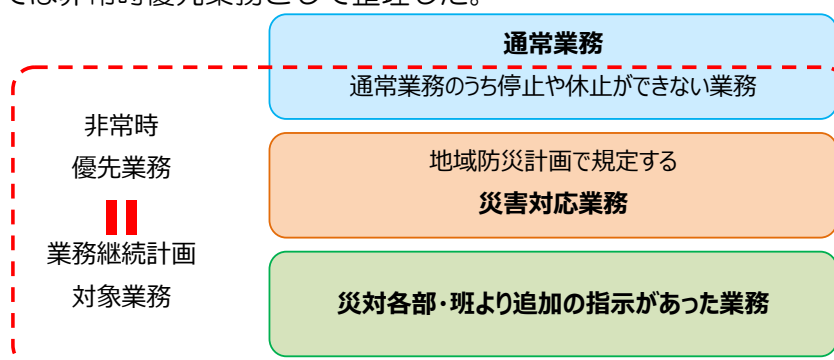 では非常時優先業務として整理した。
通常業務
通常業務のうち停止や休止ができない業務
非常時
優先業務
業務継続計画
対象業務
地域防災計画で規定する
災害対応業務
災対各部・班より追加の指示があった業務